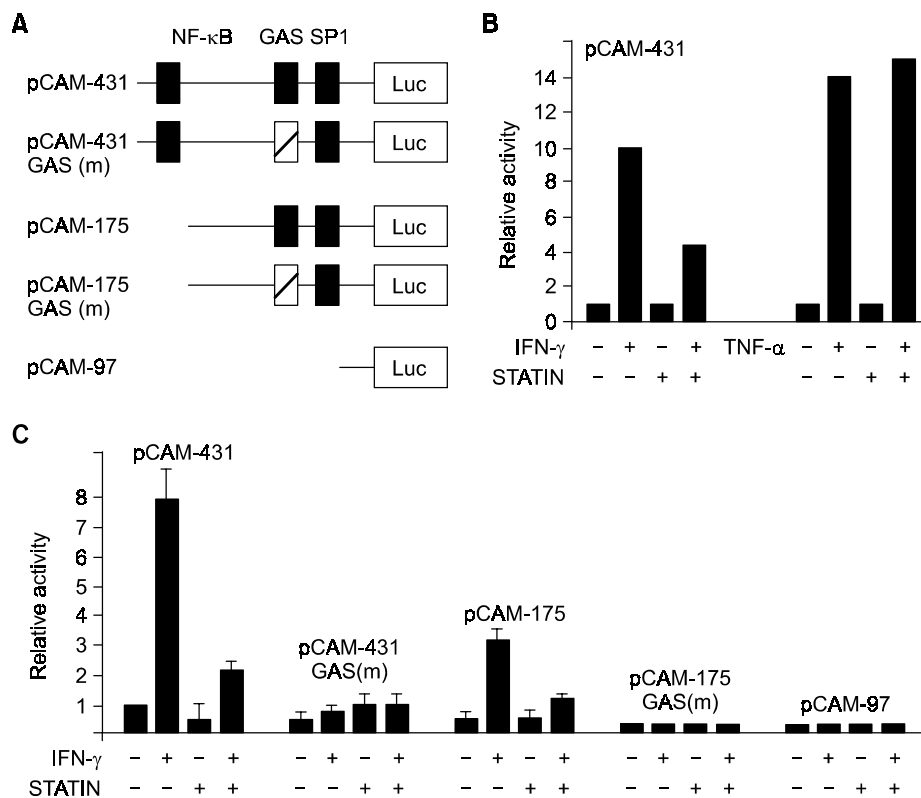 A
NF-κB GAS SP1
pCAM-431 Luc
pCAM-431
GAS (m) Luc
pCAM-175 Luc
pCAM-175
GAS (m) Luc
pCAM-97 Luc
B
pCAM-431
Relative activity
14
12
10
8
6
4
2
0
IFN-γ − + − + TNF-α − + − +
STATIN − − + + − − + +
C
Relative activity
8
7
6
5
4
3
2
1
pCAM-431
pCAM-431
GAS(m)
pCAM-175
pCAM-175
GAS(m)
pCAM-97
IFN-γ − + − + − + − + − + − + − + − + − + − +
STATIN − − + + − − + + − − + + − − + + − − + +